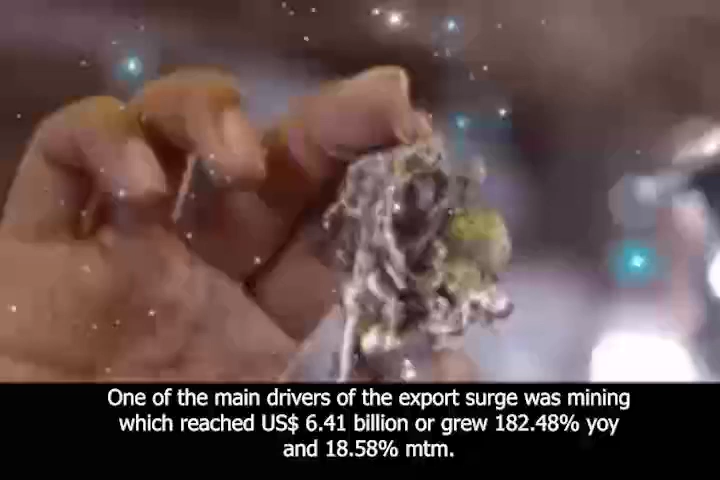 One of the main drivers of the export surge was mining
which reached US$ 6.41 billion or grew 182.48% yoy
and 18.58% mtm.